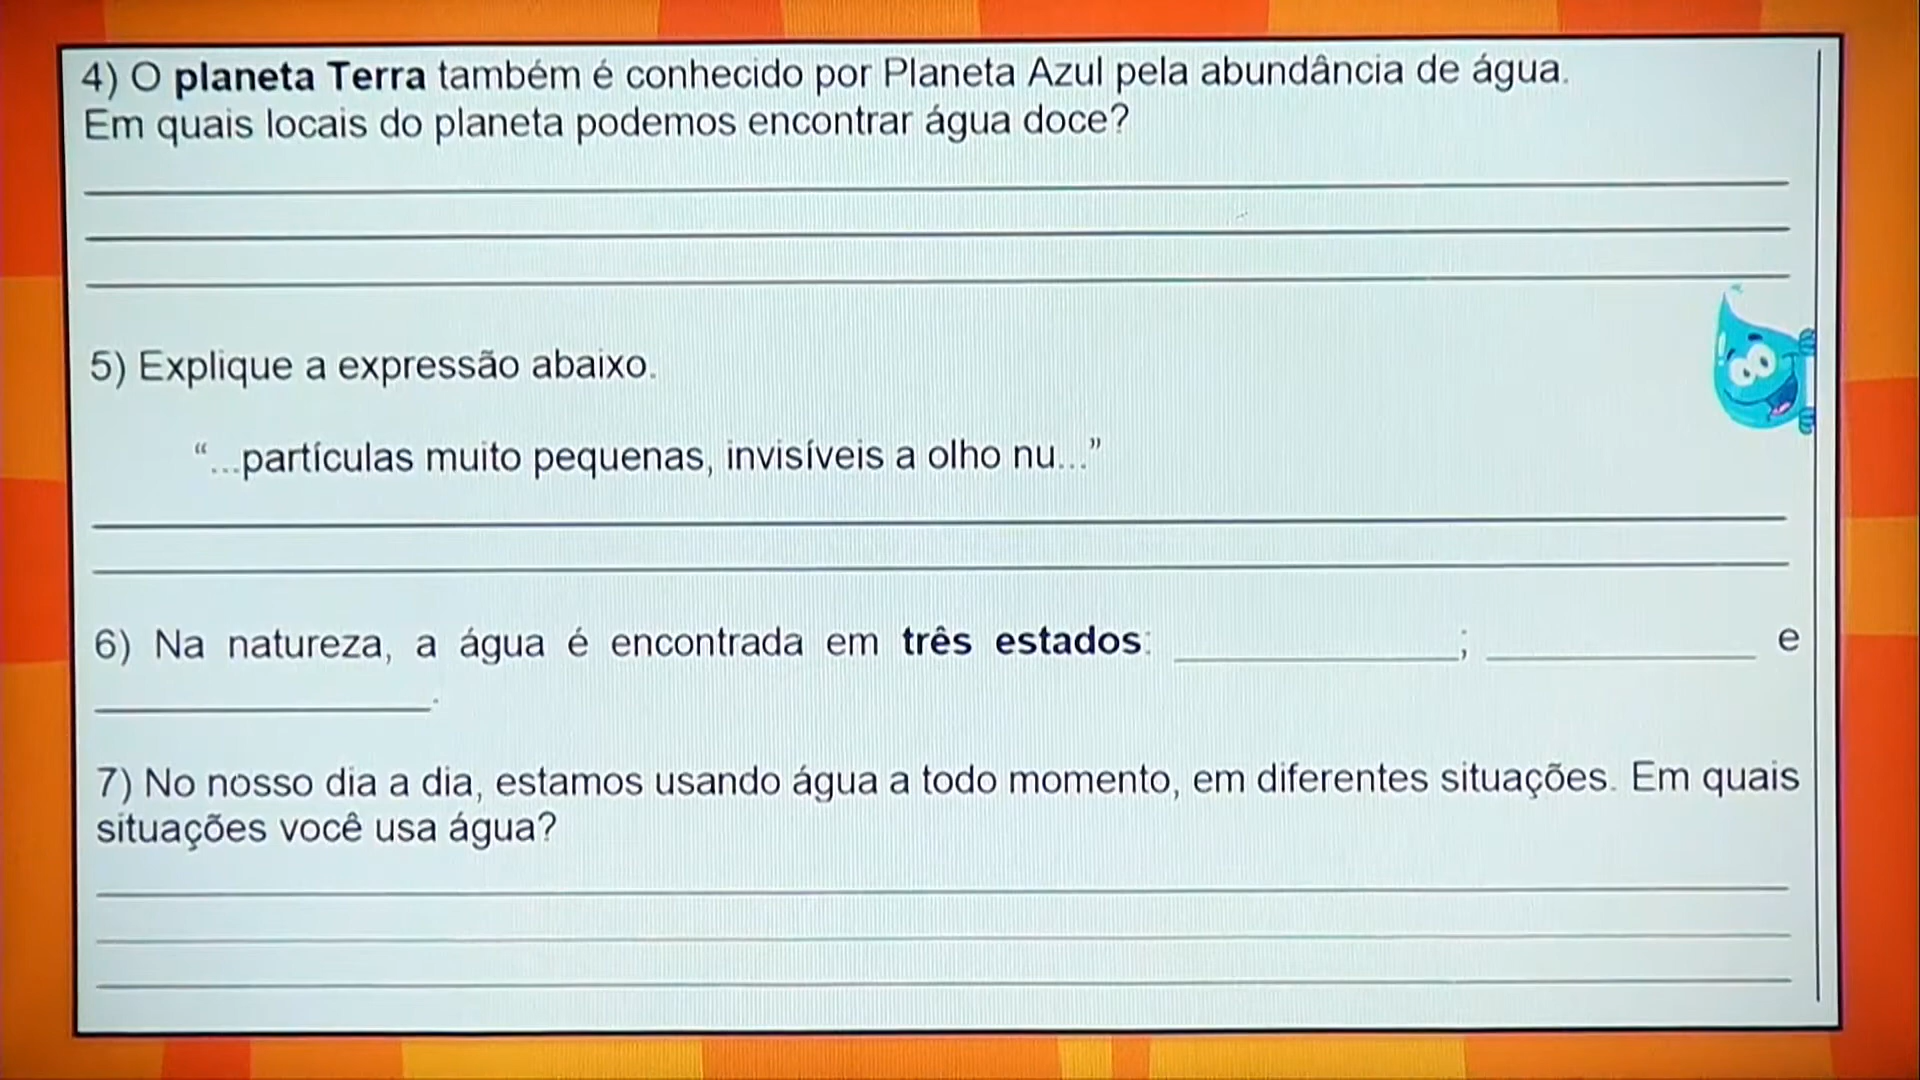 4) O planeta Terra também é conhecido por Planeta Azul pela abundância de água.
Em quais locais do planeta podemos encontrar água doce?
5) Explique a expressão abaixo.
“...partículas muito pequenas, invisíveis a olho nu...”
6) Na natureza, a água é encontrada em três estados: ____________; ____________ e
______________.
7) No nosso dia a dia, estamos usando água a todo momento, em diferentes situações. Em quais
situações você usa água?